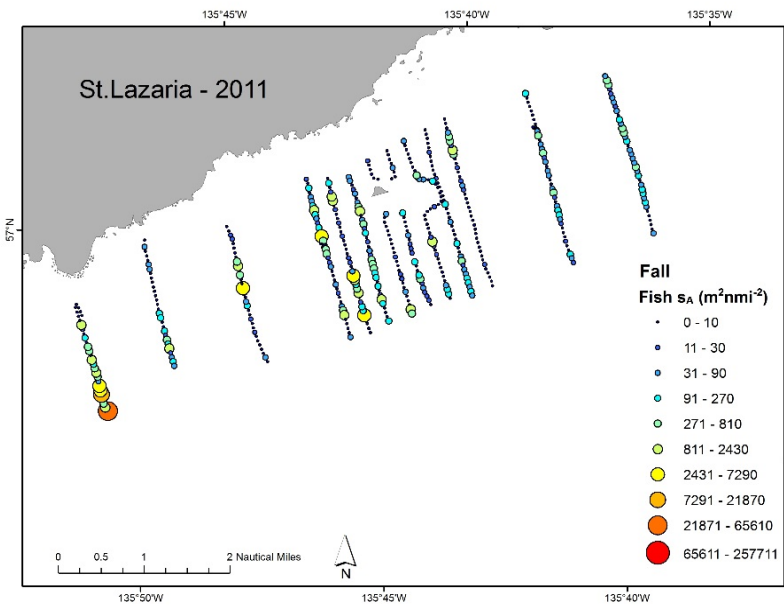 135°45'W 135°40'W 135°35'W
St.Lazaria - 2011
57°N
Fall
Fish sA (m²nmi-²)
0 - 10
11 - 30
31 - 90
91 - 270
271 - 810
811 - 2430
2431 - 7290
7291 - 21870
21871 - 65610
65611 - 257711
0 0.5 1 2 Nautical Miles
N
135°50'W 135°45'W 135°40'W